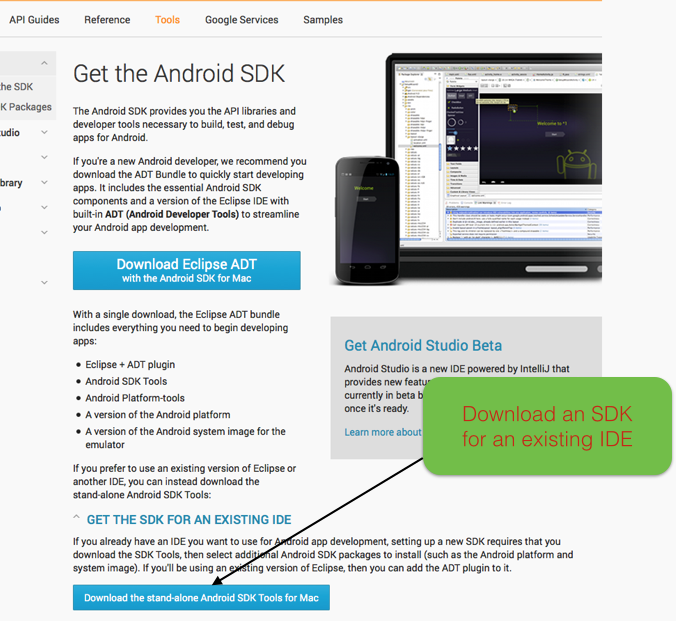 API Guides Reference Tools Google Services Samples
the SDK
K Packages
udio
brary
Get the Android SDK
The Android SDK provides you the API libraries and
developer tools necessary to build, test, and debug
apps for Android.
If you're a new Android developer, we recommend you
download the ADT Bundle to quickly start developing
apps. It includes the essential Android SDK
components and a version of the Eclipse IDE with
built-in ADT (Android Developer Tools) to streamline
your Android app development.
Download Eclipse ADT
with the Android SDK for Mac
Welcome
With a single download, the Eclipse ADT bundle
includes everything you need to begin developing
apps:
• Eclipse + ADT plugin
• Android SDK Tools
• Android Platform-tools
• A version of the Android platform
• A version of the Android system image for the
emulator
Get Android Studio Beta
Android Studio is a new IDE powered by IntelliJ that
provides new featu
currently in beta b
once it's ready.
Learn more about
Download an SDK
for an existing IDE
If you prefer to use an existing version of Eclipse or
another IDE, you can instead download the
stand-alone Android SDK Tools:
GET THE SDK FOR AN EXISTING IDE
If you already have an IDE you want to use for Android app development, setting up a new SDK requires that you
download the SDK Tools, then select additional Android SDK packages to install (such as the Android platform and
system image). If you'll be using an existing version of Eclipse, then you can add the ADT plugin to it.
Download the stand-alone Android SDK Tools for Mac